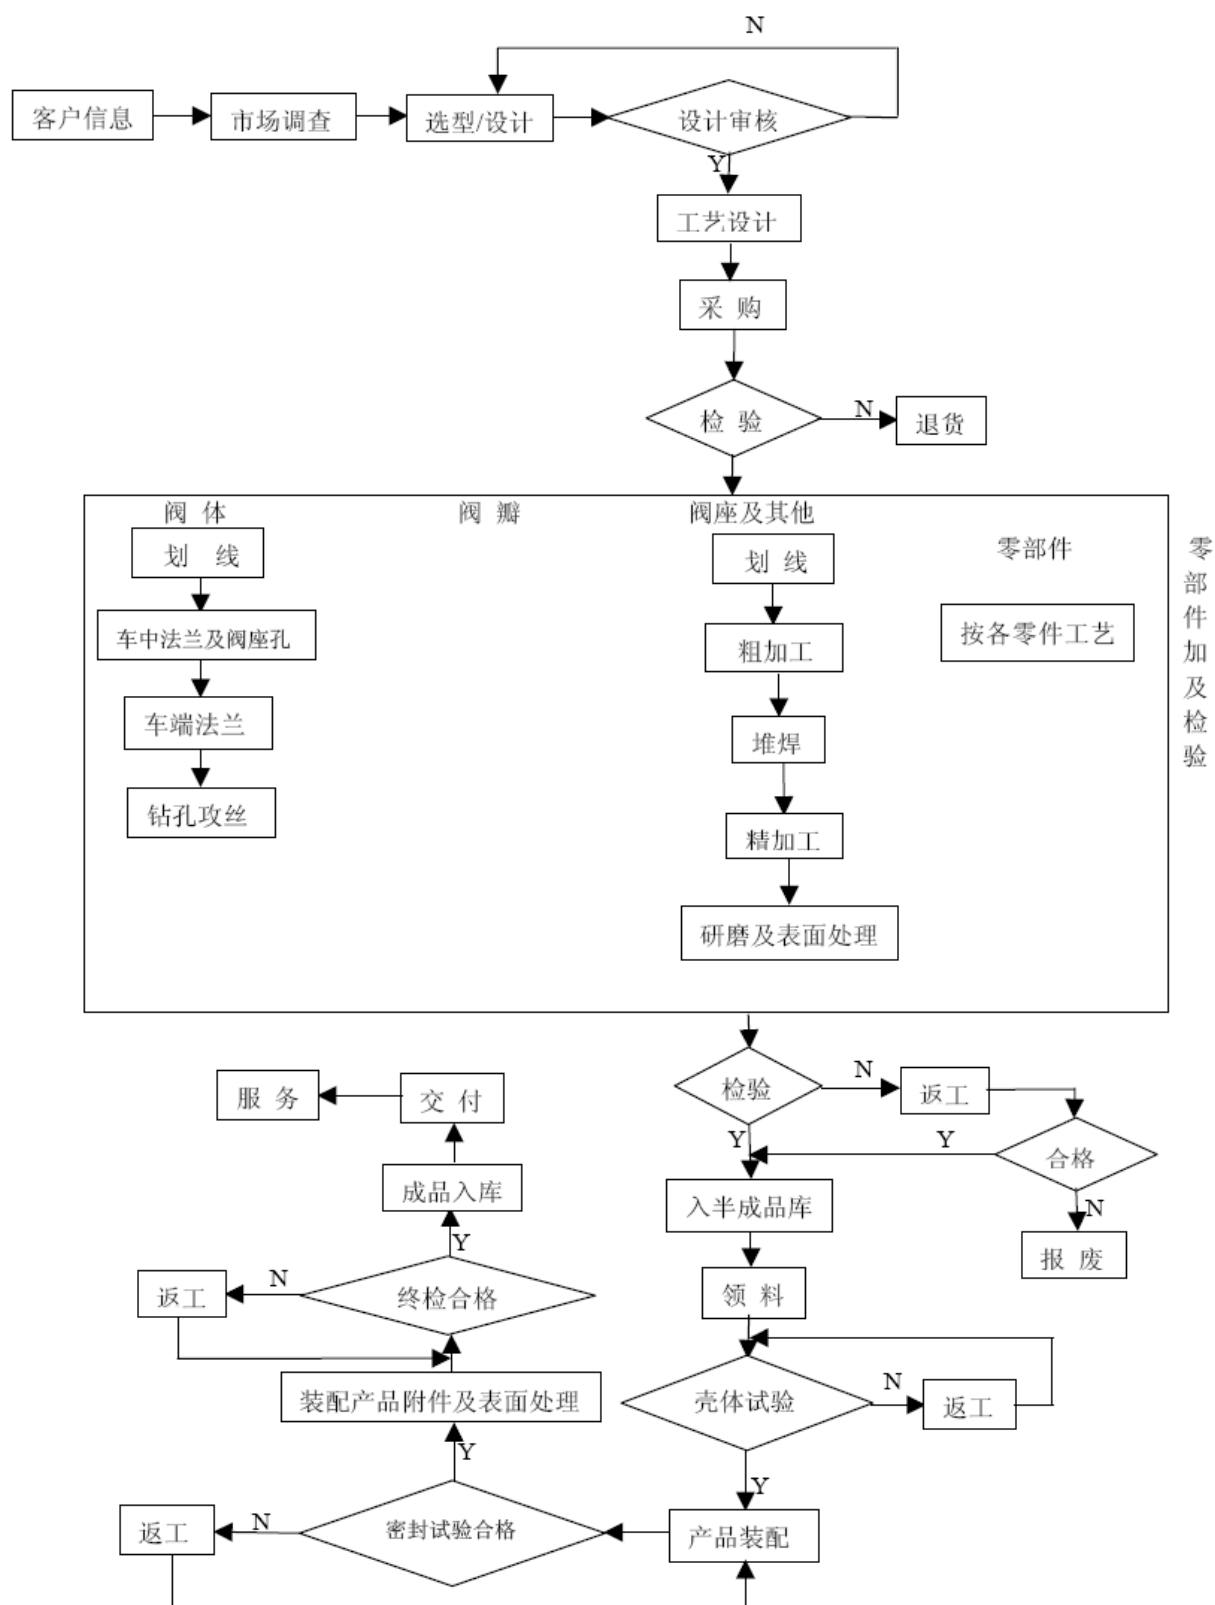 N
客户信息
市场调查
选型/设计
设计审核
Y
工艺设计
采 购
检 验
N
退货
阀 体
阀 瓣
阀座及其他
零部件
零部件加及检验
划 线
车中法兰及阀座孔
车端法兰
钻孔攻丝
划 线
粗加工
堆焊
精加工
研磨及表面处理
按各零件工艺
检验
N
返工
Y
Y
合格
N
报 废
入半成品库
领 料
壳体试验
N
返工
Y
产品装配
密封试验合格
N
返工
Y
装配产品附件及表面处理
终检合格
N
返工
Y
成品入库
交 付
服 务